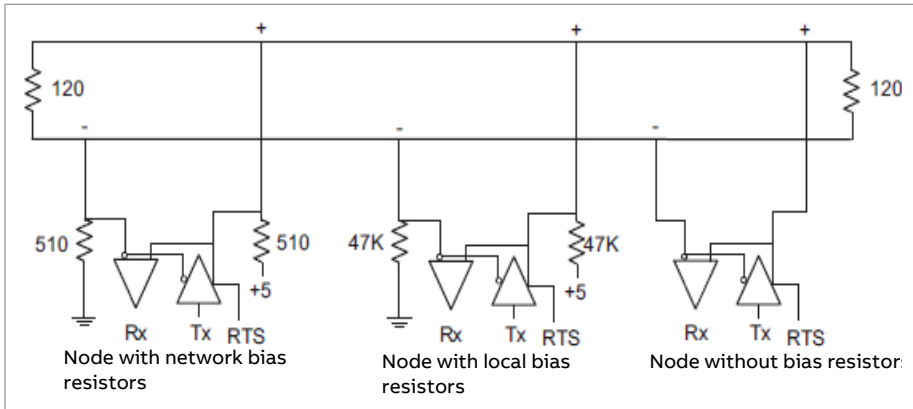 + + +
120 120
- - -
510 510 47K 47K
+5 +5
Rx Tx RTS Rx Tx RTS Rx Tx RTS
Node with network bias
resistors
Node with local bias
resistors
Node without bias resistors